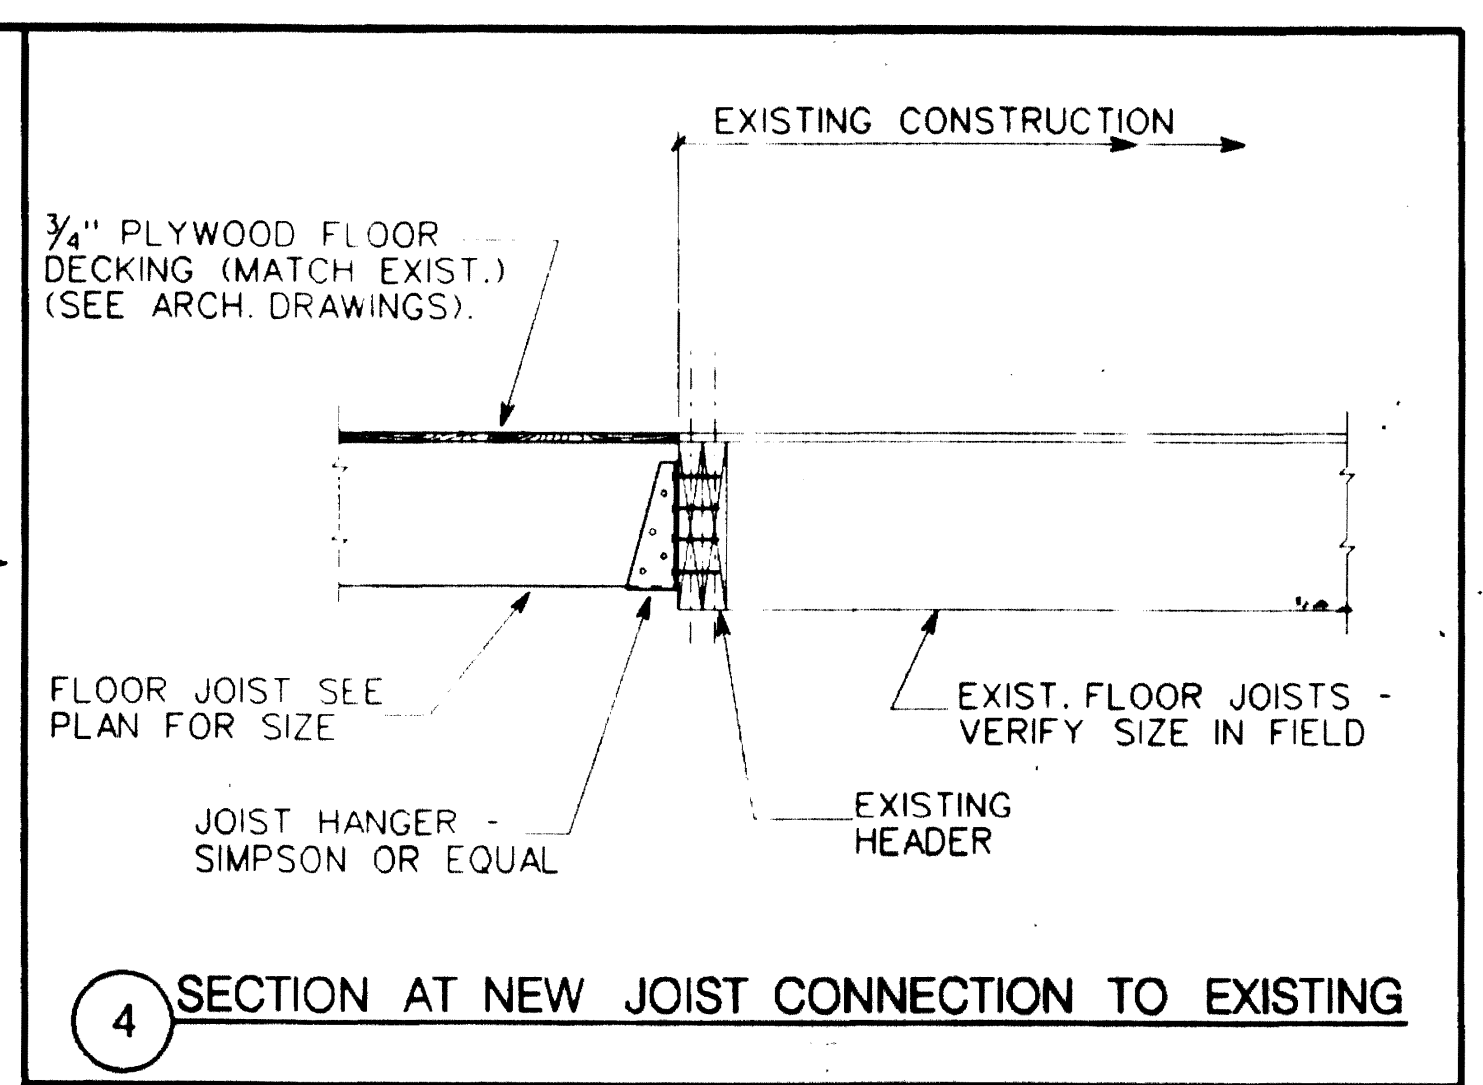 EXISTING CONSTRUCTION
¾" PLYWOOD FLOOR
DECKING (MATCH EXIST.)
(SEE ARCH. DRAWINGS).
FLOOR JOIST SEE
PLAN FOR SIZE
EXIST. FLOOR JOISTS -
VERIFY SIZE IN FIELD
JOIST HANGER -
SIMPSON OR EQUAL
EXISTING
HEADER
4 SECTION AT NEW JOIST CONNECTION TO EXISTING